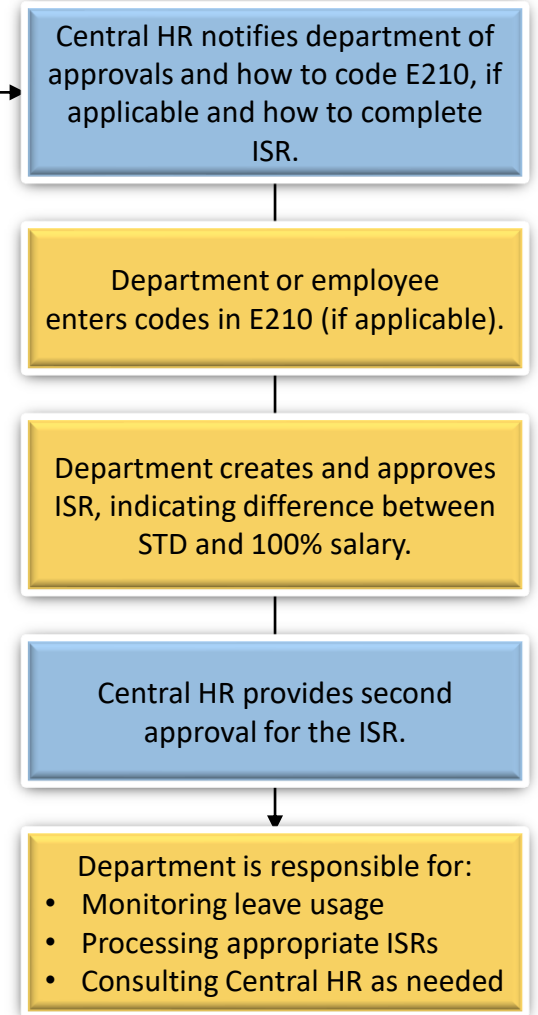 Central HR notifies department of
approvals and how to code E210, if
applicable and how to complete
ISR.
Department or employee
enters codes in E210 (if applicable).
Department creates and approves
ISR, indicating difference between
STD and 100% salary.
Central HR provides second
approval for the ISR.
Department is responsible for:
• Monitoring leave usage
• Processing appropriate ISRs
• Consulting Central HR as needed